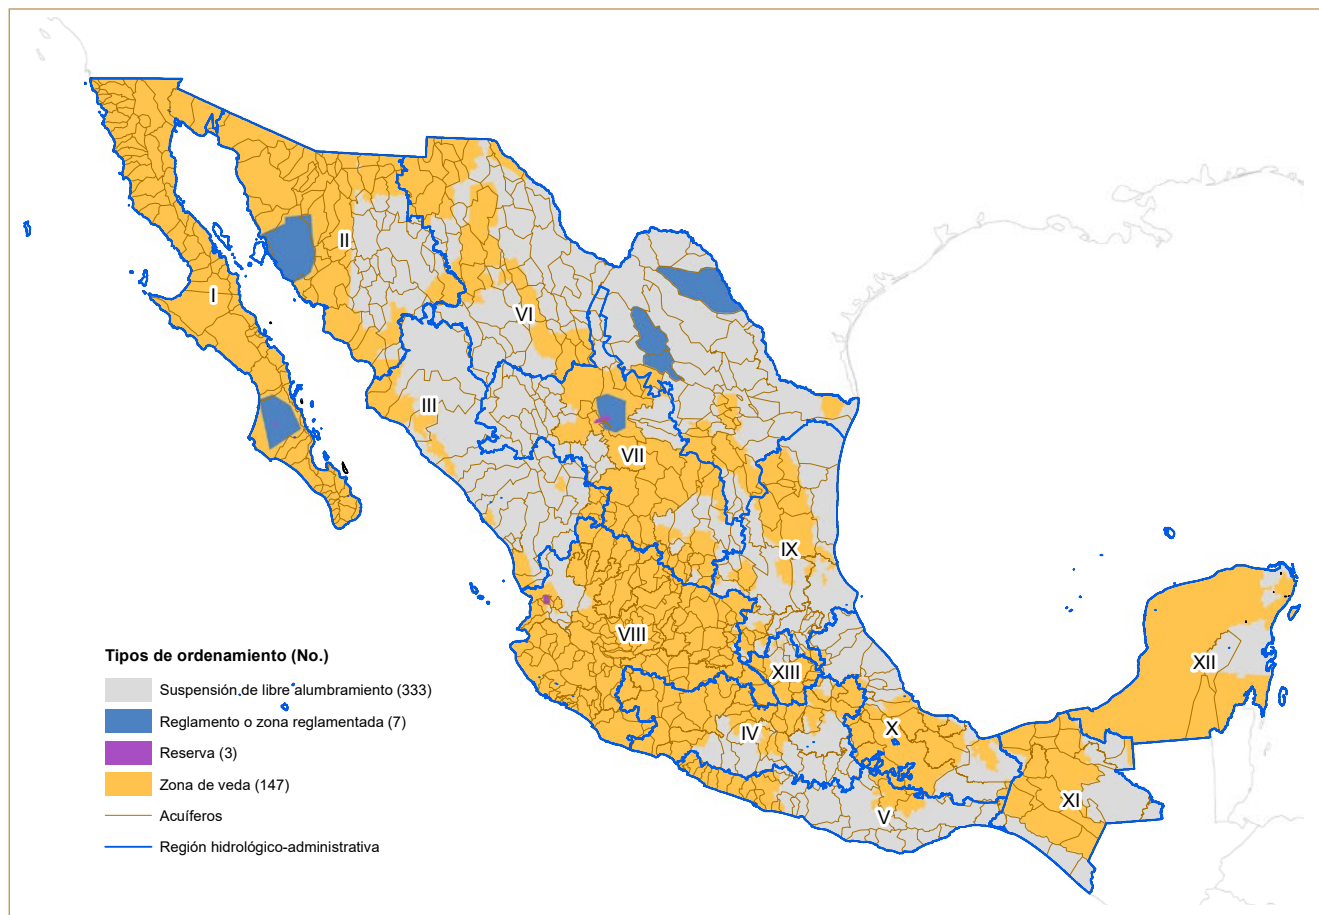 II
I
VI
III
VII
IX
VIII
XII
XIII
IV
X
XI
V
Tipos de ordenamiento (No.)
Suspensión de libre alumbramiento (333)
Reglamento o zona reglamentada (7)
Reserva (3)
Zona de veda (147)
Acuíferos
Región hidrológico-administrativa